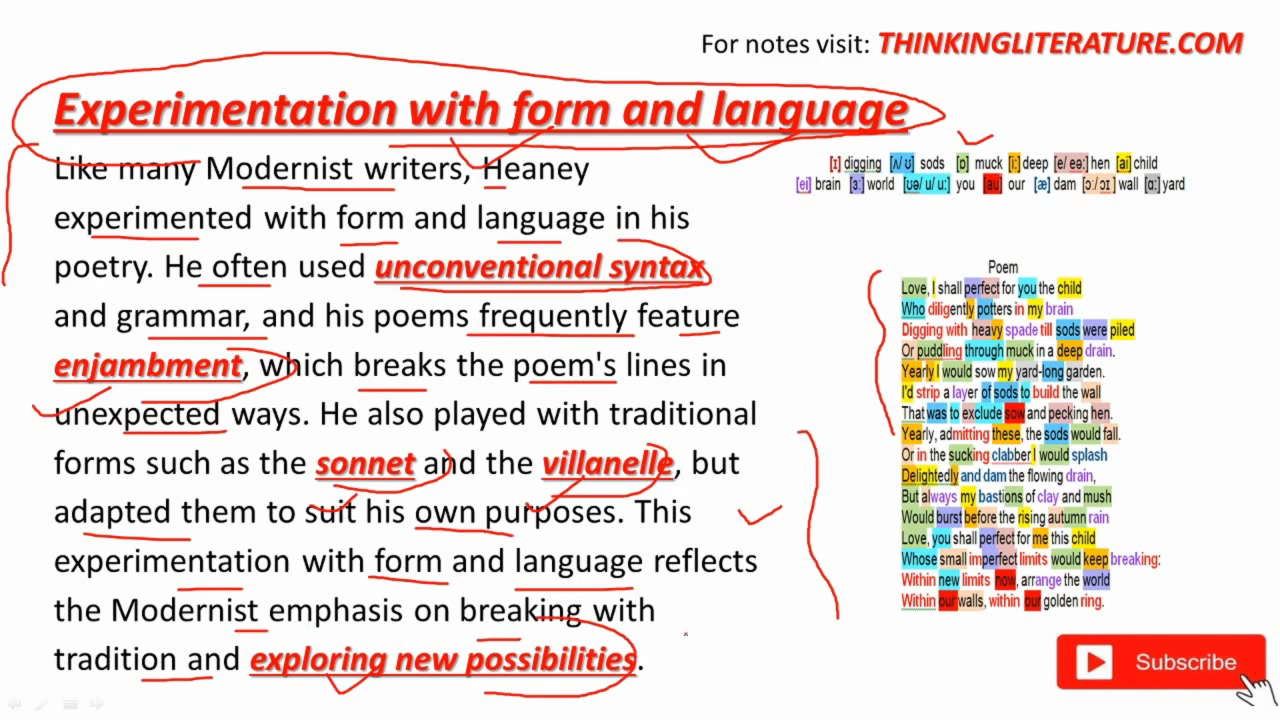 For notes visit: THINKINGLITERATURE.COM
Experimentation with form and language
Like many Modernist writers, Heaney
experimented with form and language in his
poetry. He often used unconventional syntax
and grammar, and his poems frequently feature
enjambment, which breaks the poem's lines in
unexpected ways. He also played with traditional
forms such as the sonnet and the villanelle, but
adapted them to suit his own purposes. This
experimentation with form and language reflects
the Modernist emphasis on breaking with
tradition and exploring new possibilities.
[ɪ] digging [ʌ/ ʊ] sods [ɒ] muck [i:] deep [e/ eə:] hen [ai] child
[ei] brain [ɜ:] world [ʊə/ u/ u:] you [au] our [æ] dam [ɔ:/ɔɪ] wall [ɑ:] yard
Poem
Love, I shall perfect for you the child
Who diligently potters in my brain
Digging with heavy spade till sods were piled
Or puddling through muck in a deep drain.
Yearly I would sow my yard-long garden.
I'd strip a layer of sods to build the wall
That was to exclude sow and pecking hen.
Yearly, admitting these, the sods would fall.
Or in the sucking clabber I would splash
Delightedly and dam the flowing drain,
But always my bastions of clay and mush
Would burst before the rising autumn rain
Love, you shall perfect for me this child
Whose small imperfect limits would keep breaking:
Within new limits now, arrange the world
Within our walls, within our golden ring.
Subscribe